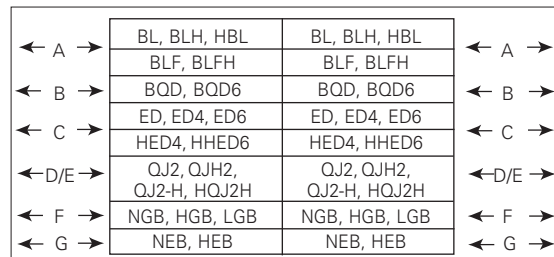 BL, BLH, HBL BL, BLH, HBL
A A
BLF, BLFH BLF, BLFH
B BQD, BQD6 BQD, BQD6 B
ED, ED4, ED6 ED, ED4, ED6
C C
HED4, HHED6 HED4, HHED6
QJ2, QJH2, QJ2, QJH2,
D/E D/E
QJ2-H, HQJ2H QJ2-H, HQJ2H
F NGB, HGB, LGB NGB, HGB, LGB F
G NEB, HEB NEB, HEB G